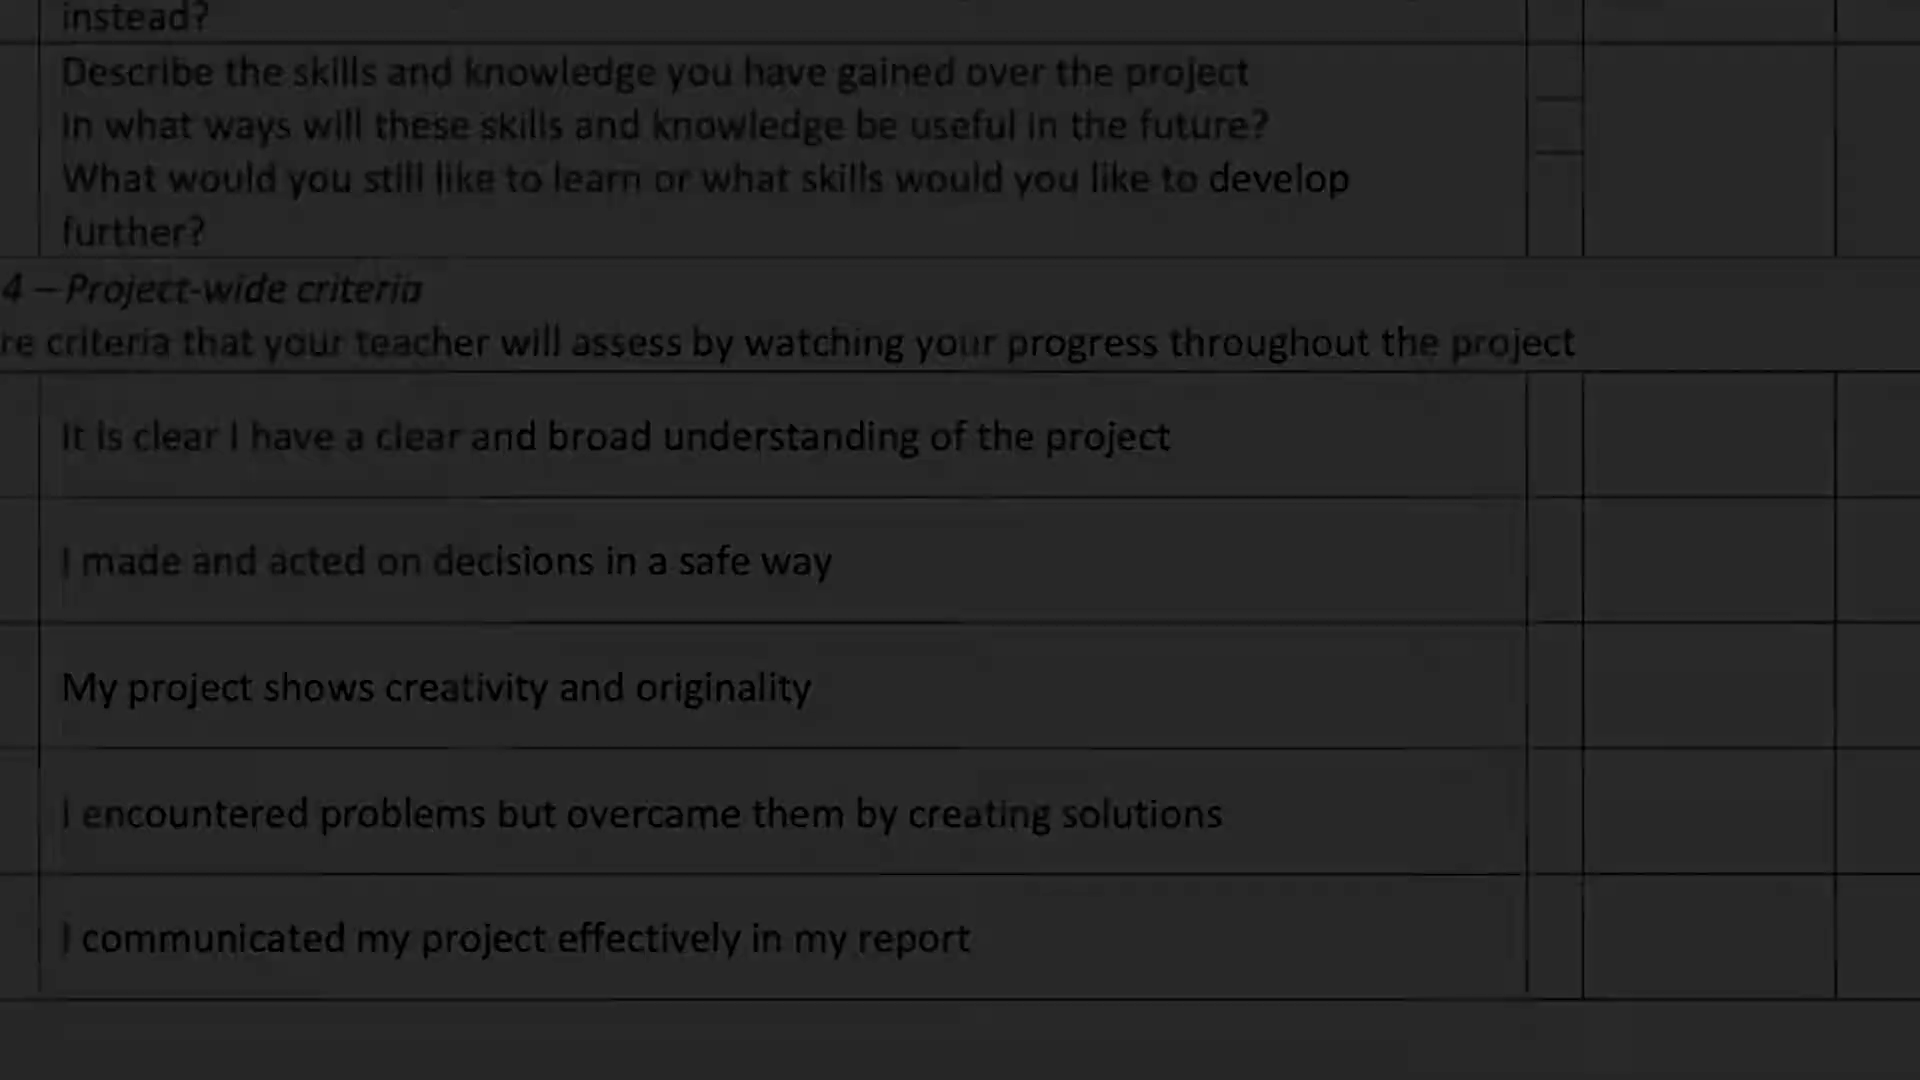 instead?
Describe the skills and knowledge you have gained over the project
In what ways will these skills and knowledge be useful in the future?
What would you still like to learn or what skills would you like to develop
further?
4 – Project-wide criteria
re criteria that your teacher will assess by watching your progress throughout the project
It is clear I have a clear and broad understanding of the project
I made and acted on decisions in a safe way
My project shows creativity and originality
I encountered problems but overcame them by creating solutions
I communicated my project effectively in my report